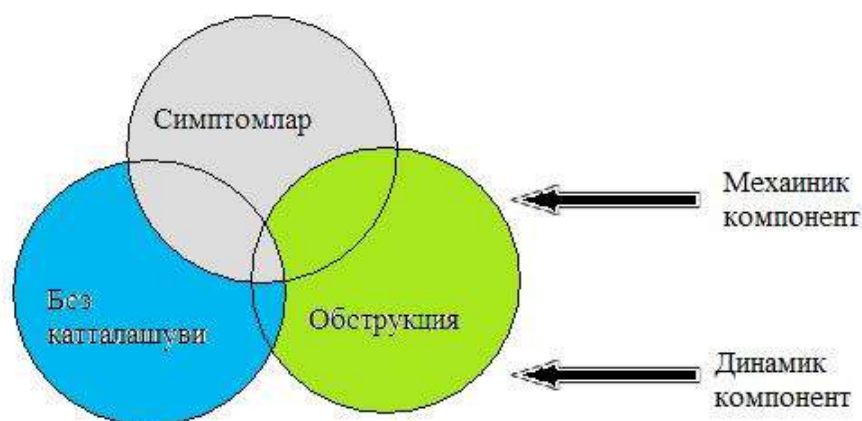 Симптомлар
Без
катталашуви
Обструкция
Механик
компонент
Динамик
компонент